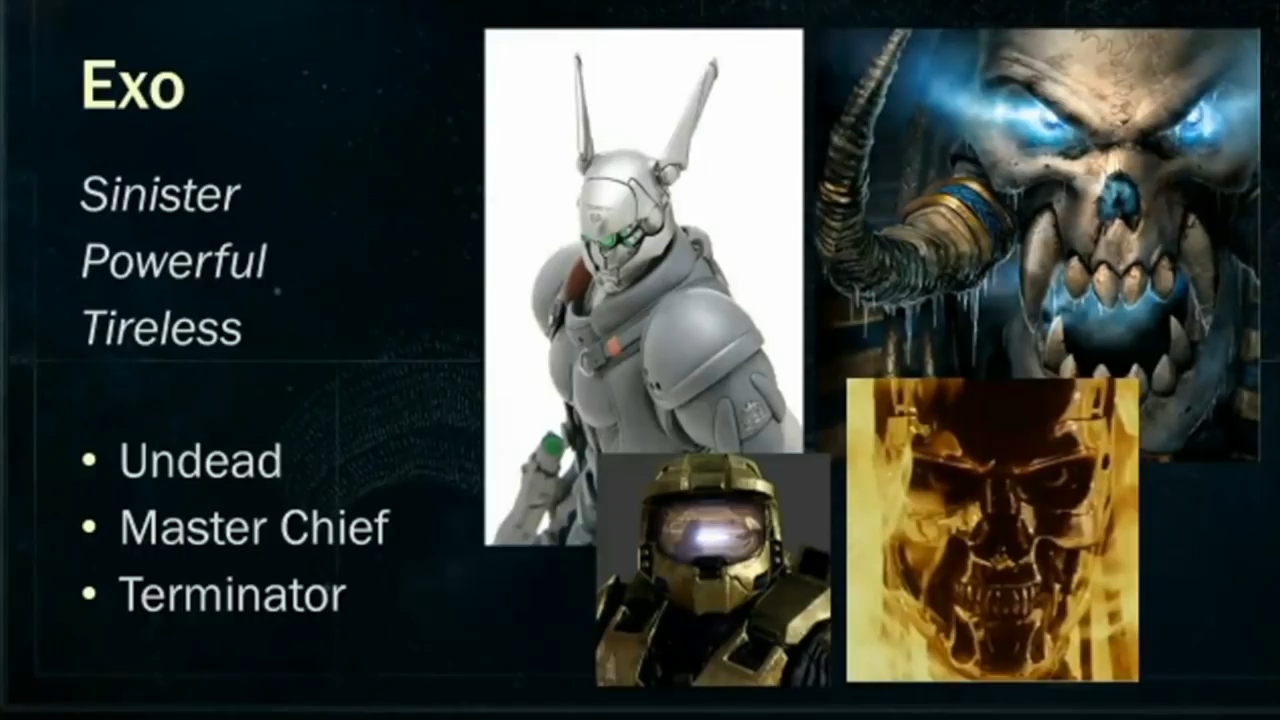 Exo
Sinister
Powerful
Tireless
• Undead
• Master Chief
• Terminator